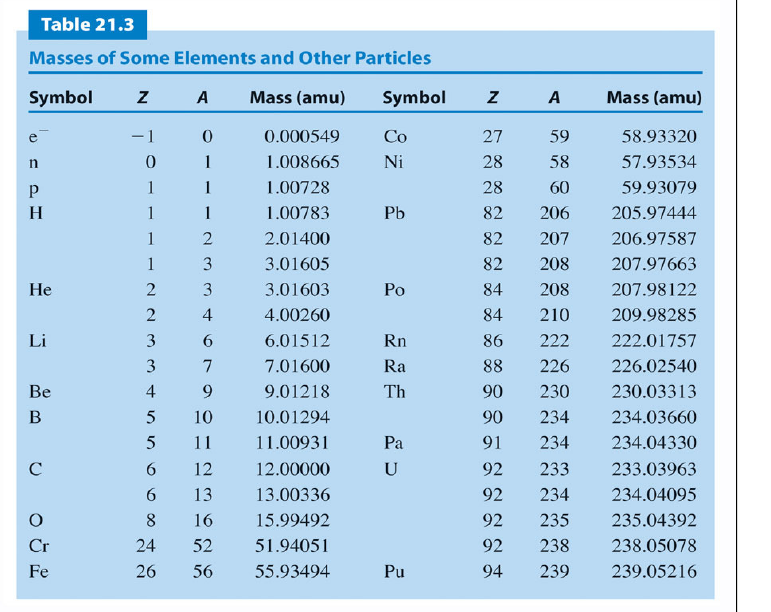 Table 21.3
Masses of Some Elements and Other Particles
Symbol Z A Mass (amu) Symbol Z A Mass (amu)
e⁻ −1 0 0.000549 Co 27 59 58.93320
n 0 1 1.008665 Ni 28 58 57.93534
p 1 1 1.00728 28 60 59.93079
H 1 1 1.00783 Pb 82 206 205.97444
1 2 2.01400 82 207 206.97587
1 3 3.01605 82 208 207.97663
He 2 3 3.01603 Po 84 208 207.98122
2 4 4.00260 84 210 209.98285
Li 3 6 6.01512 Rn 86 222 222.01757
3 7 7.01600 Ra 88 226 226.02540
Be 4 9 9.01218 Th 90 230 230.03313
B 5 10 10.01294 90 234 234.03660
5 11 11.00931 Pa 91 234 234.04330
C 6 12 12.00000 U 92 233 233.03963
6 13 13.00336 92 234 234.04095
O 8 16 15.99492 92 235 235.04392
Cr 24 52 51.94051 92 238 238.05078
Fe 26 56 55.93494 Pu 94 239 239.05216